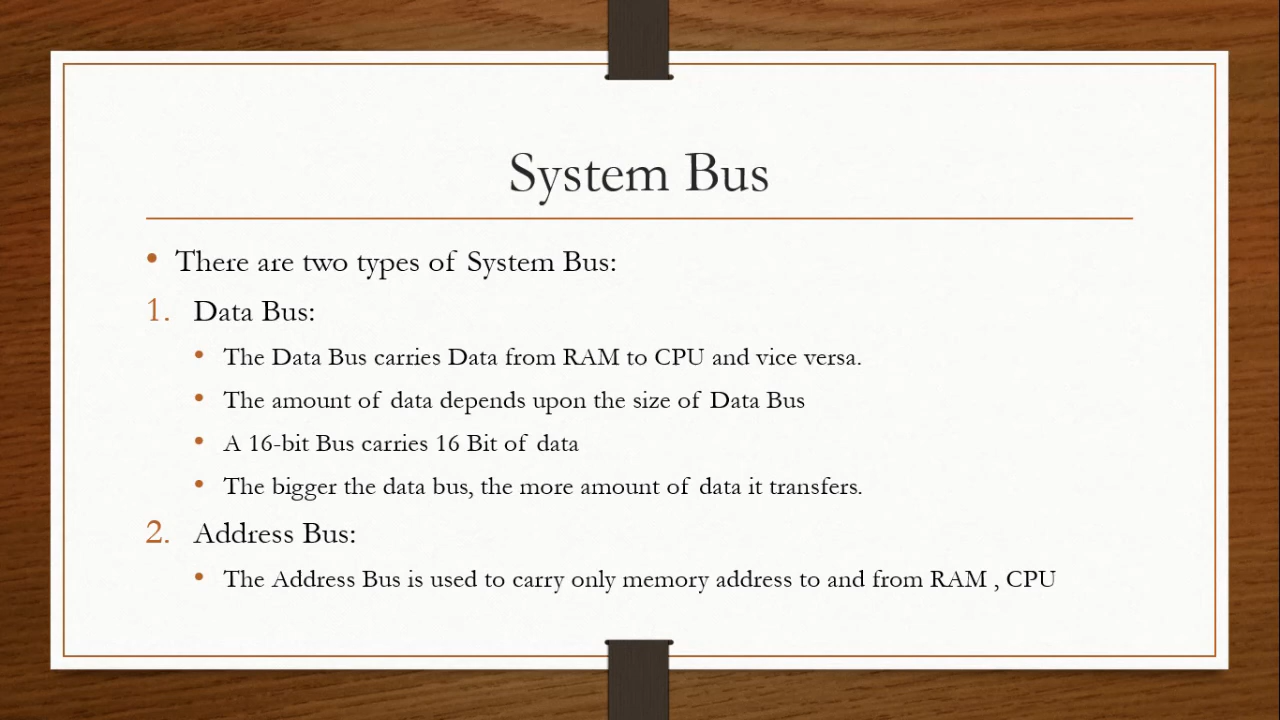 System Bus
• There are two types of System Bus:
1. Data Bus:
• The Data Bus carries Data from RAM to CPU and vice versa.
• The amount of data depends upon the size of Data Bus
• A 16-bit Bus carries 16 Bit of data
• The bigger the data bus, the more amount of data it transfers.
2. Address Bus:
• The Address Bus is used to carry only memory address to and from RAM , CPU